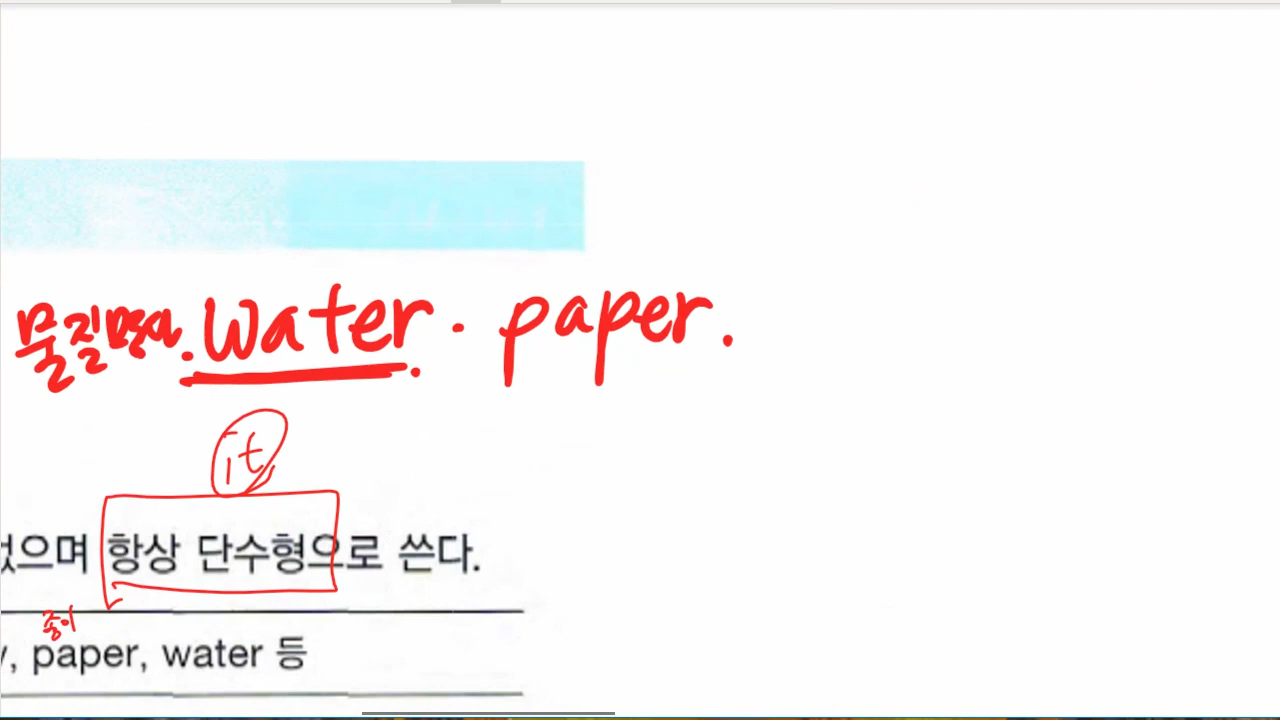 물질명사. water. paper.
it
없으며 항상 단수형으로 쓴다.
종이
y, paper, water 등